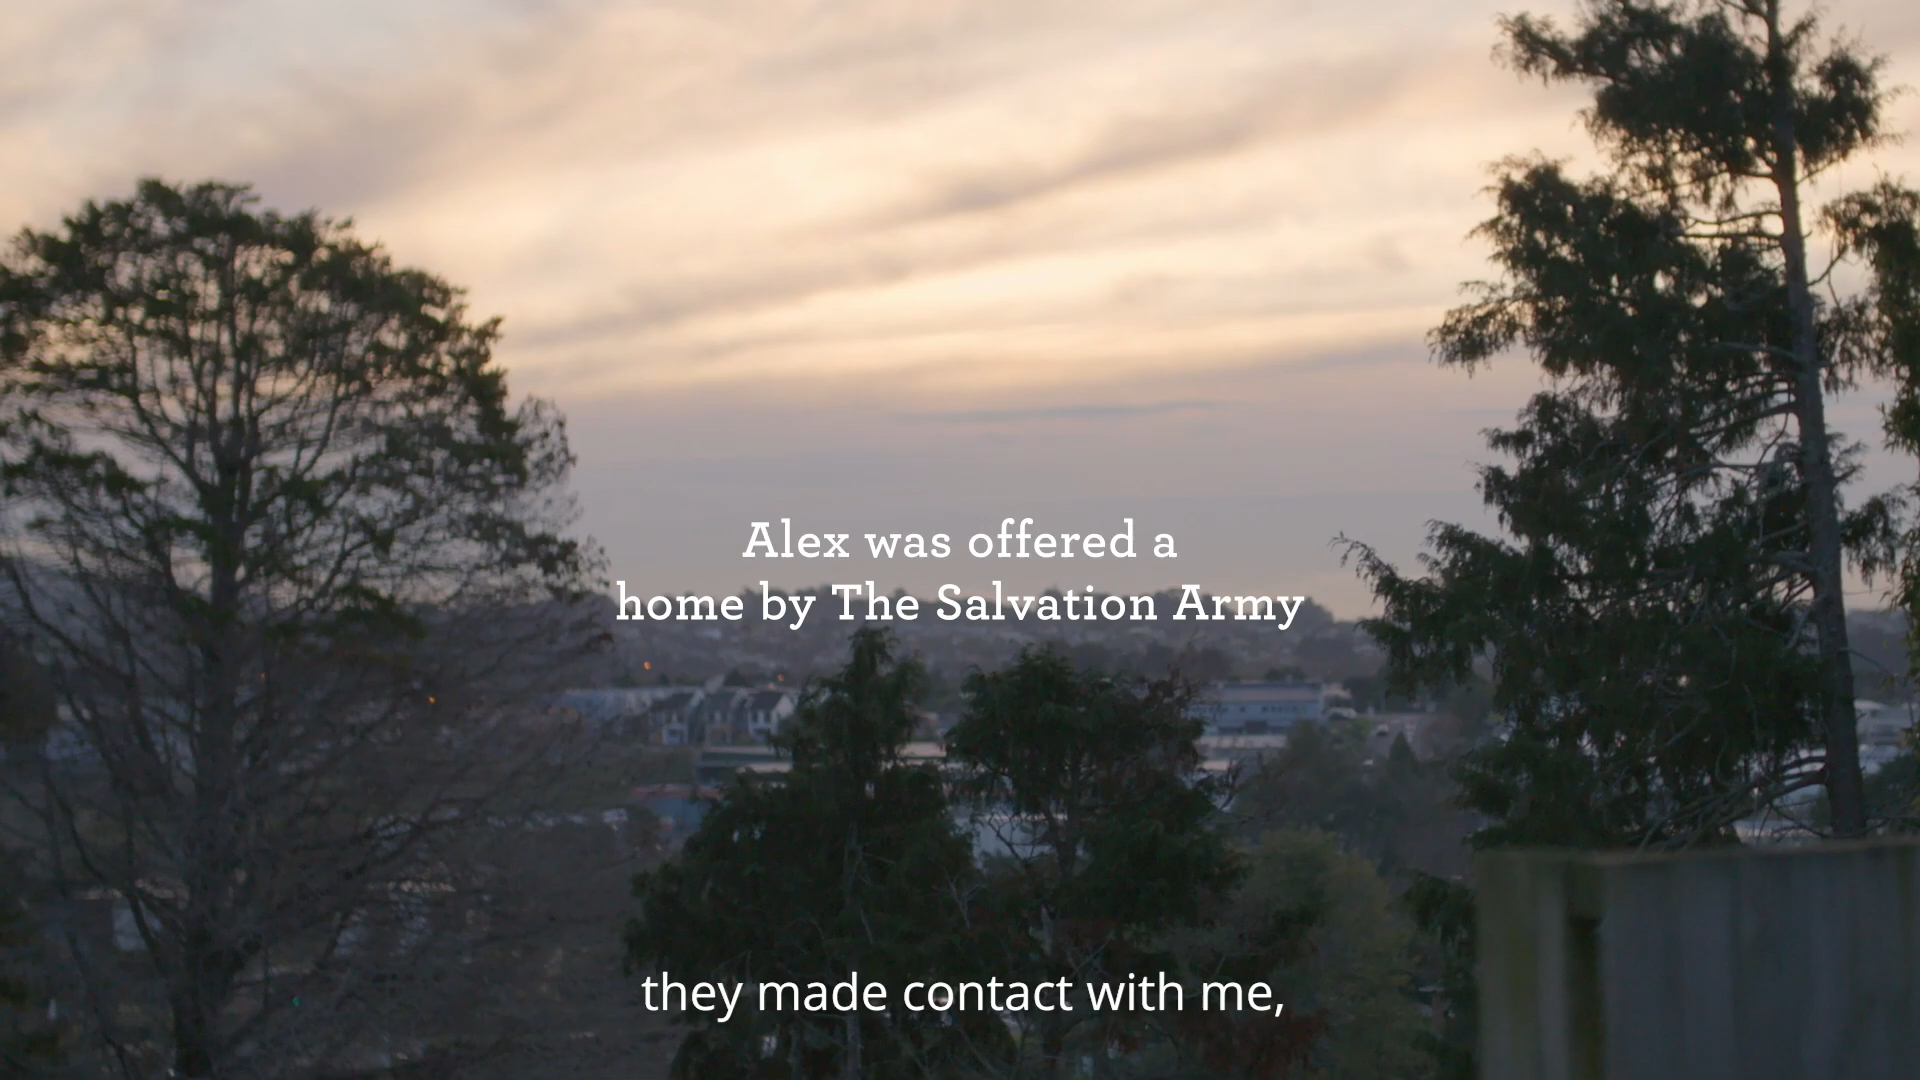 Alex was offered a
home by The Salvation Army
they made contact with me,